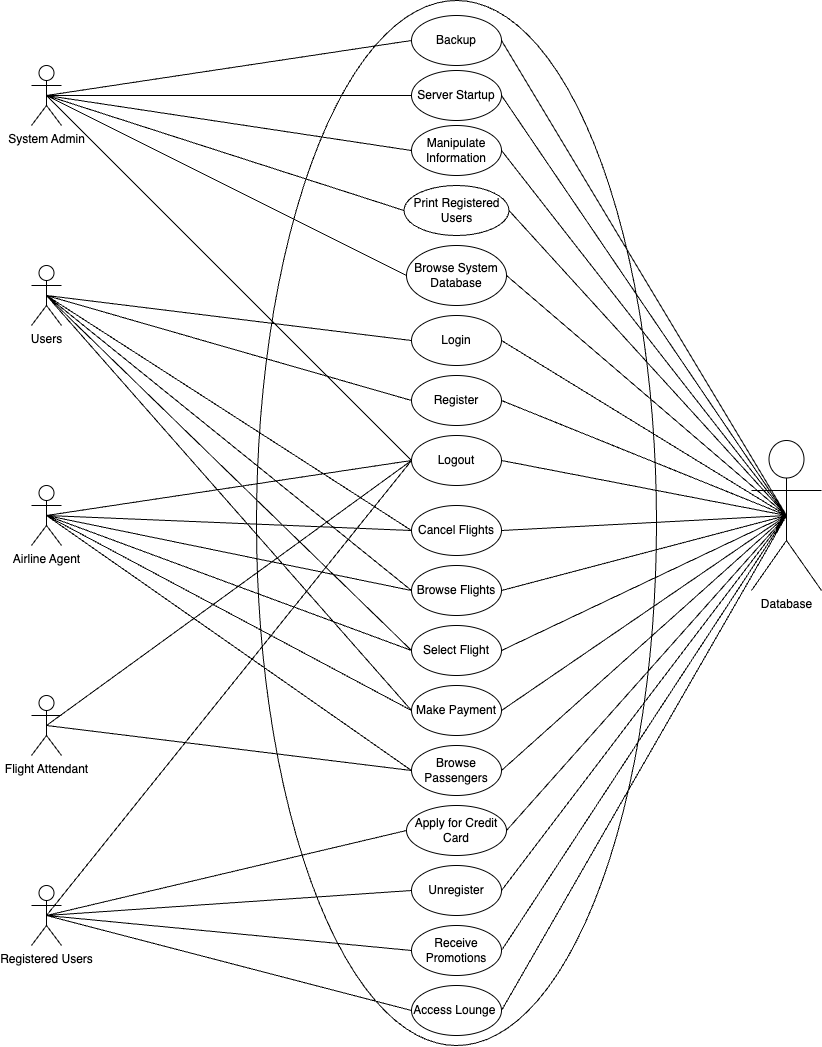 Backup
Server Startup
System Admin
Manipulate
Information
Print Registered
Users
Browse System
Database
Users
Login
Register
Logout
Cancel Flights
Airline Agent
Browse Flights
Database
Select Flight
Make Payment
Flight Attendant
Browse
Passengers
Apply for Credit
Card
Unregister
Registered Users
Receive
Promotions
Access Lounge